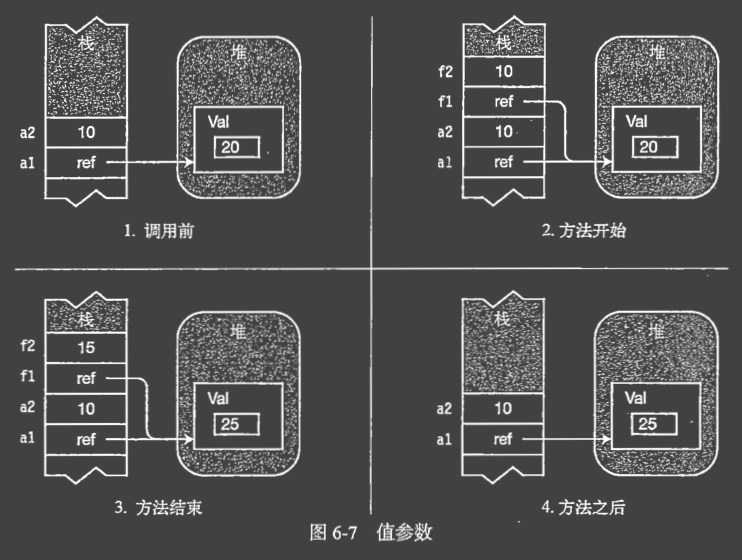 栈
堆
Val
20
a2 10
a1 ref
1. 调用前
栈
堆
f2 10
f1 ref
Val
20
a2 10
a1 ref
2.方法开始
栈
堆
f2 15
f1 ref
Val
25
a2 10
a1 ref
3. 方法结束
栈
堆
Val
25
a2 10
a1 ref
4.方法之后
图 6-7 值参数